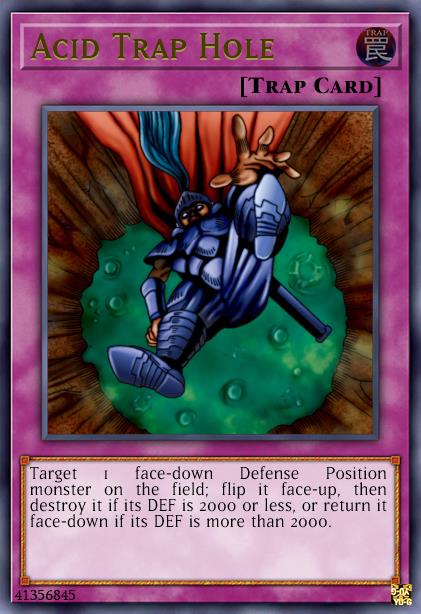 ACID TRAP HOLE
TRAP
罠
[TRAP CARD]
Target 1 face-down Defense Position
monster on the field; flip it face-up, then
destroy it if its DEF is 2000 or less, or return it
face-down if its DEF is more than 2000.
41356845